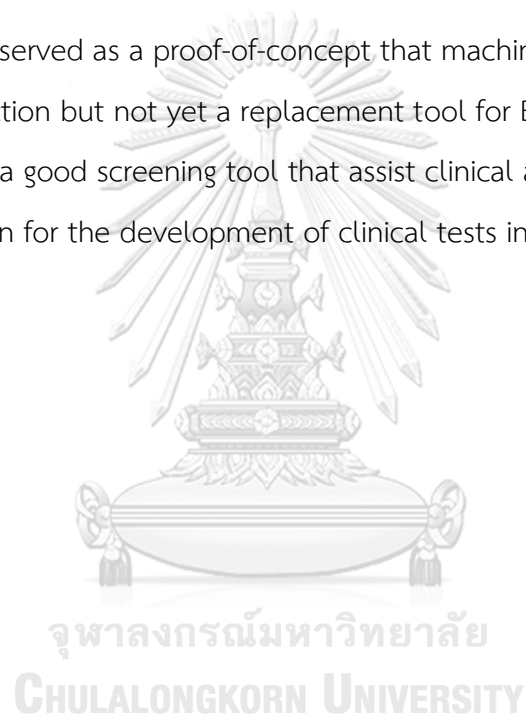 served as a proof-of-concept that machin
tion but not yet a replacement tool for E
a good screening tool that assist clinical a
n for the development of clinical tests in
จุฬาลงกรณ์มหาวิทยาลัย
CHULALONGKORN UNIVERSITY